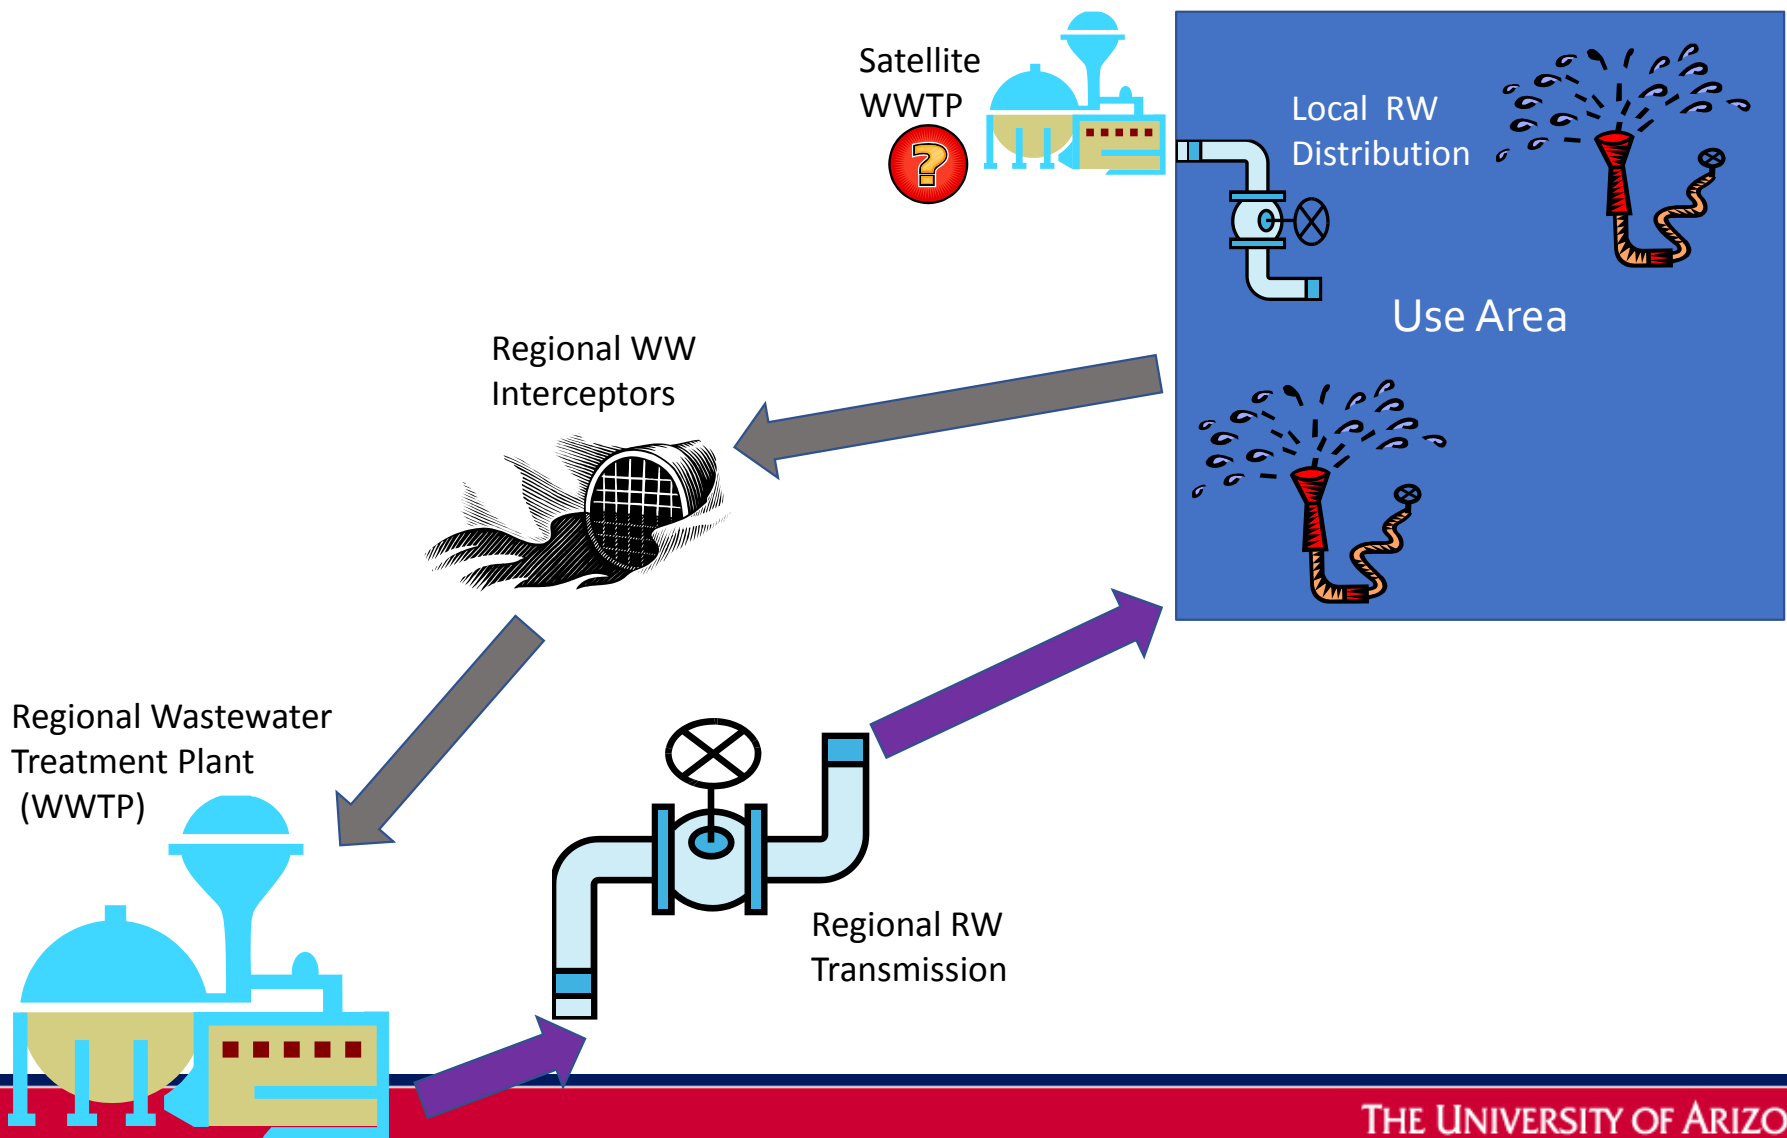 Satellite
WWTP
?
Local RW
Distribution
Use Area
Regional WW
Interceptors
Regional Wastewater
Treatment Plant
(WWTP)
Regional RW
Transmission
THE UNIVERSITY OF ARIZO